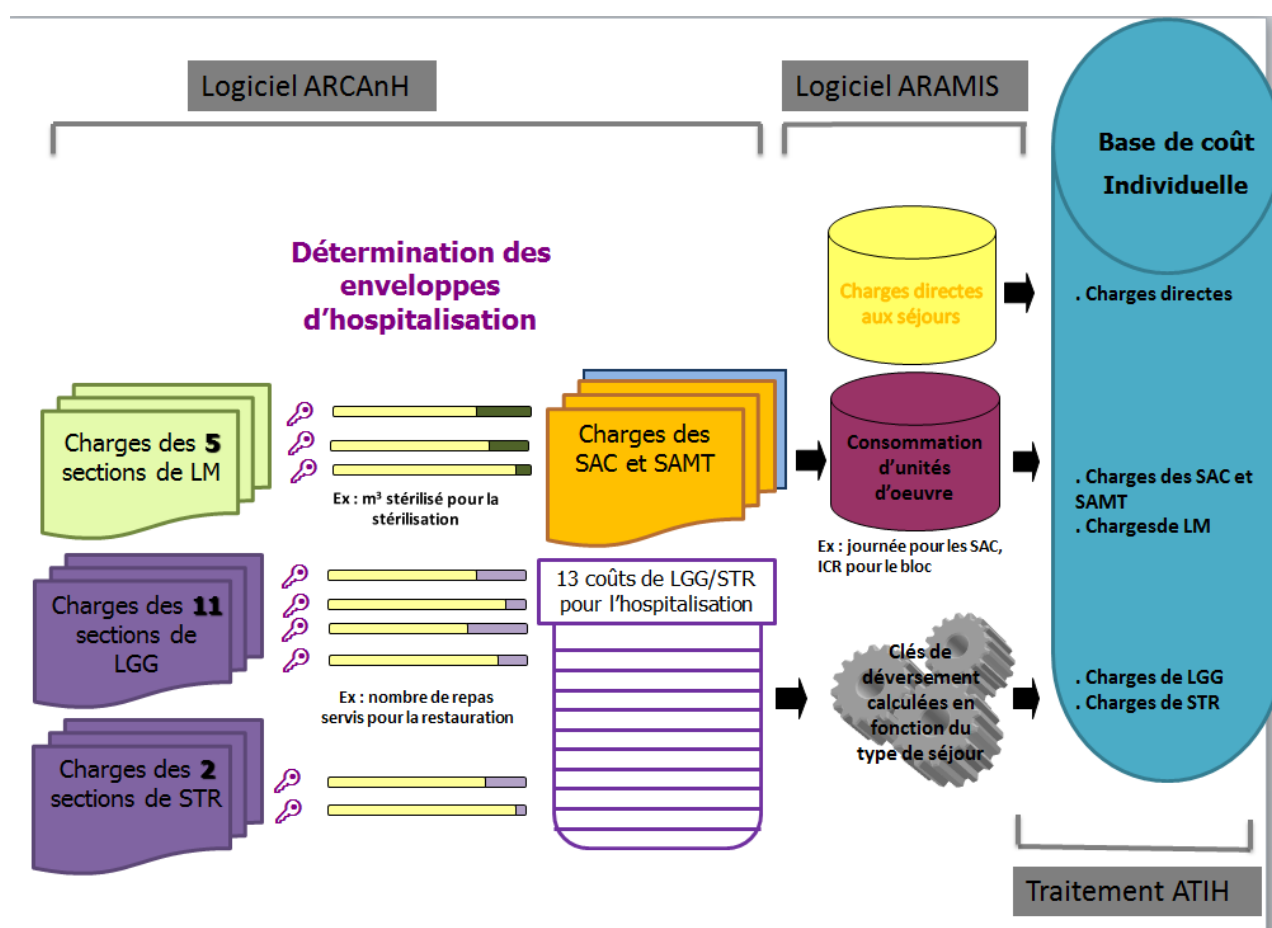 Logiciel ARCAnH
Logiciel ARAMIS
Base de coût
Individuelle
Détermination des
enveloppes
d'hospitalisation
Charges directes
aux séjours
. Charges directes
Charges des 5
sections de LM
Ex : m³ stérilisé pour la
stérilisation
Charges des
SAC et SAMT
Consommation
d'unités
d'oeuvre
Ex : journée pour les SAC,
ICR pour le bloc
. Charges des SAC et
SAMT
. Chargesde LM
Charges des 11
sections de
LGG
Ex : nombre de repas
servis pour la restauration
13 coûts de LGG/STR
pour l'hospitalisation
Clés de
déversement
calculées en
fonction du
type de séjour
. Charges de LGG
. Charges de STR
Charges des 2
sections de STR
Traitement ATIH